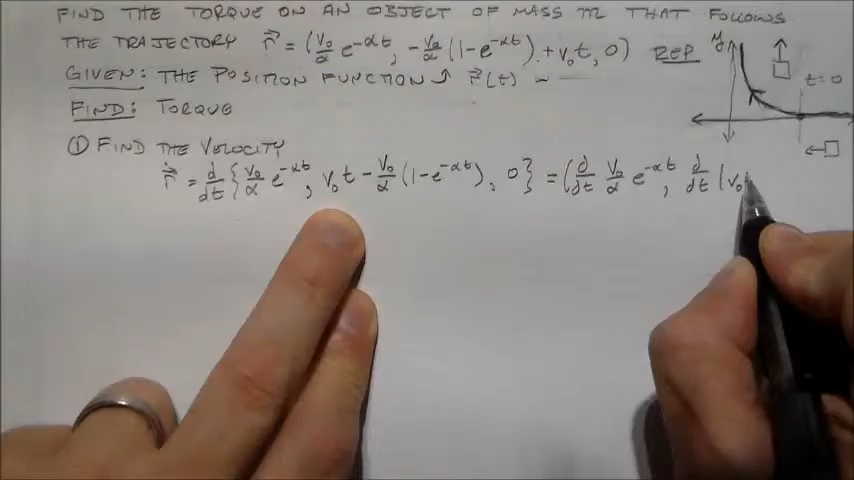 FIND THE TORQUE ON AN OBJECT OF MASS m THAT FOLLOWS
THE TRAJECTORY r⃗ = (v₀/α e^(-αt), -v₀/α (1-e^(-αt)) + v₀t, 0) REP
y
GIVEN: THE POSITION FUNCTION r⃗(t) ~
t=0
FIND: TORQUE
① FIND THE VELOCITY
ṙ⃗ = d/dt {v₀/α e^(-αt), v₀t - v₀/α (1-e^(-αt)), 0} = (d/dt v₀/α e^(-αt), d/dt (v₀